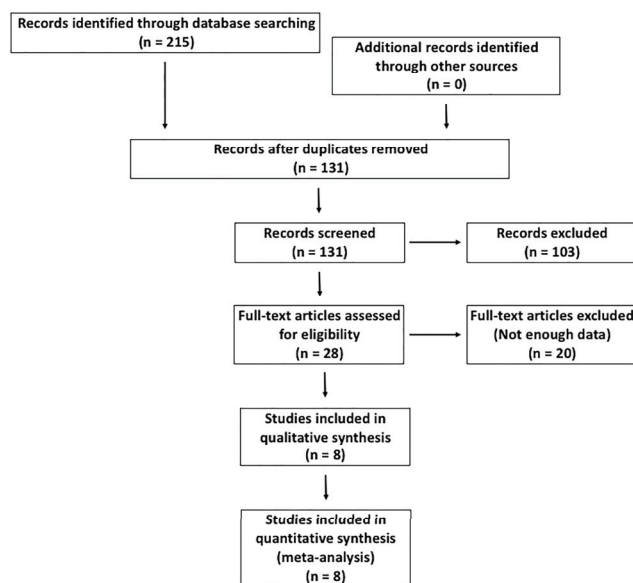 Records identified through database searching
(n = 215)
Additional records identified
through other sources
(n = 0)
Records after duplicates removed
(n = 131)
Records screened
(n = 131)
Records excluded
(n = 103)
Full-text articles assessed
for eligibility
(n = 28)
Full-text articles excluded
(Not enough data)
(n = 20)
Studies included in
qualitative synthesis
(n = 8)
Studies included in
quantitative synthesis
(meta-analysis)
(n = 8)